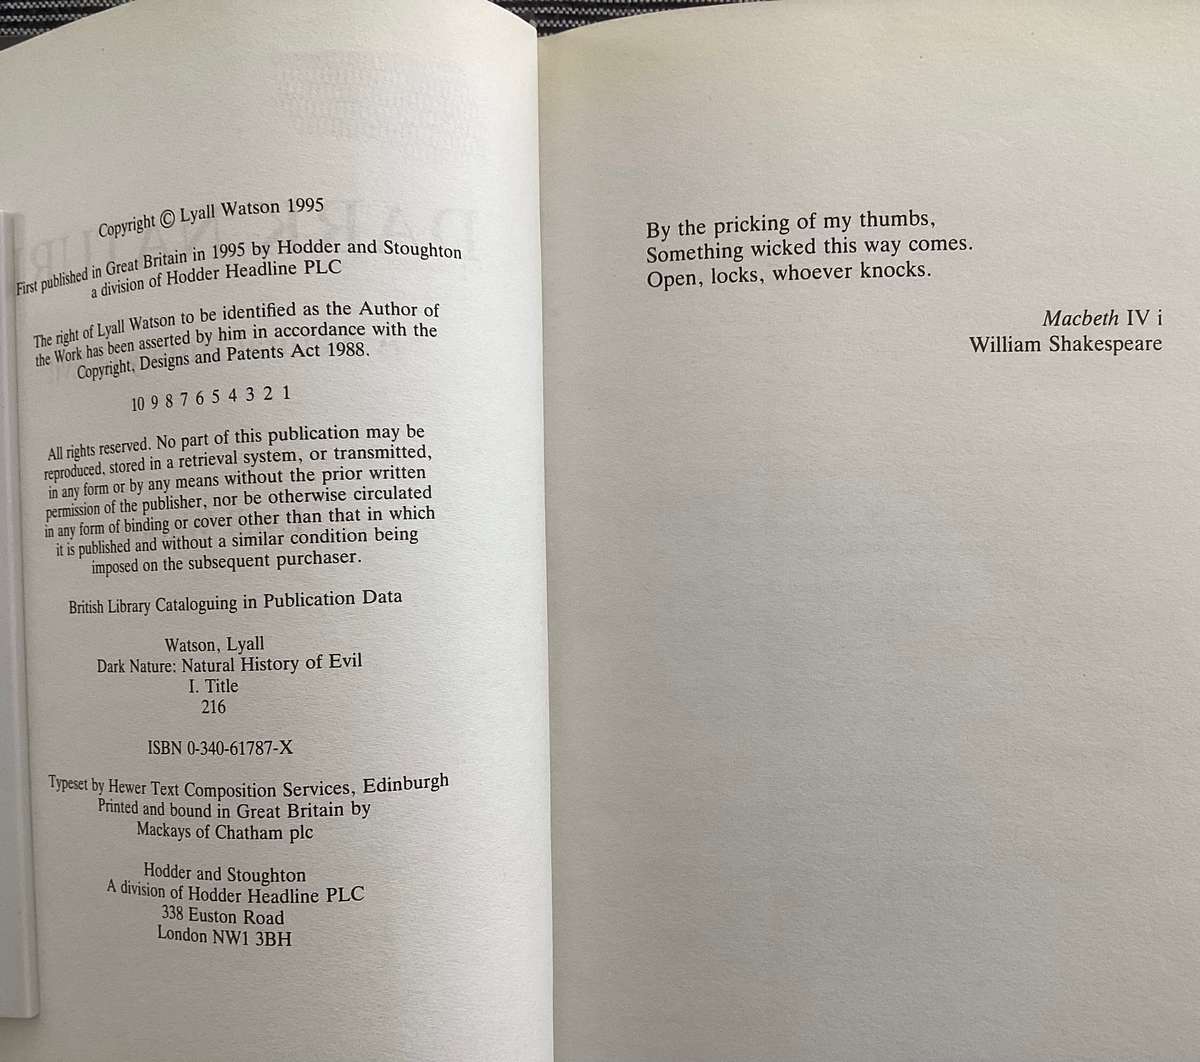 Copyright © Lyall Watson 1995
First published in Great Britain in 1995 by Hodder and Stoughton
a division of Hodder Headline PLC
The right of Lyall Watson to be identified as the Author of
the Work has been asserted by him in accordance with the
Copyright, Designs and Patents Act 1988.
10 9 8 7 6 5 4 3 2 1
All rights reserved. No part of this publication may be
reproduced, stored in a retrieval system, or transmitted,
in any form or by any means without the prior written
permission of the publisher, nor be otherwise circulated
in any form of binding or cover other than that in which
it is published and without a similar condition being
imposed on the subsequent purchaser.
British Library Cataloguing in Publication Data
Watson, Lyall
Dark Nature: Natural History of Evil
I. Title
216
ISBN 0-340-61787-X
Typeset by Hewer Text Composition Services, Edinburgh
Printed and bound in Great Britain by
Mackays of Chatham plc
Hodder and Stoughton
A division of Hodder Headline PLC
338 Euston Road
London NW1 3BH
By the pricking of my thumbs,
Something wicked this way comes.
Open, locks, whoever knocks.
Macbeth IV i
William Shakespeare